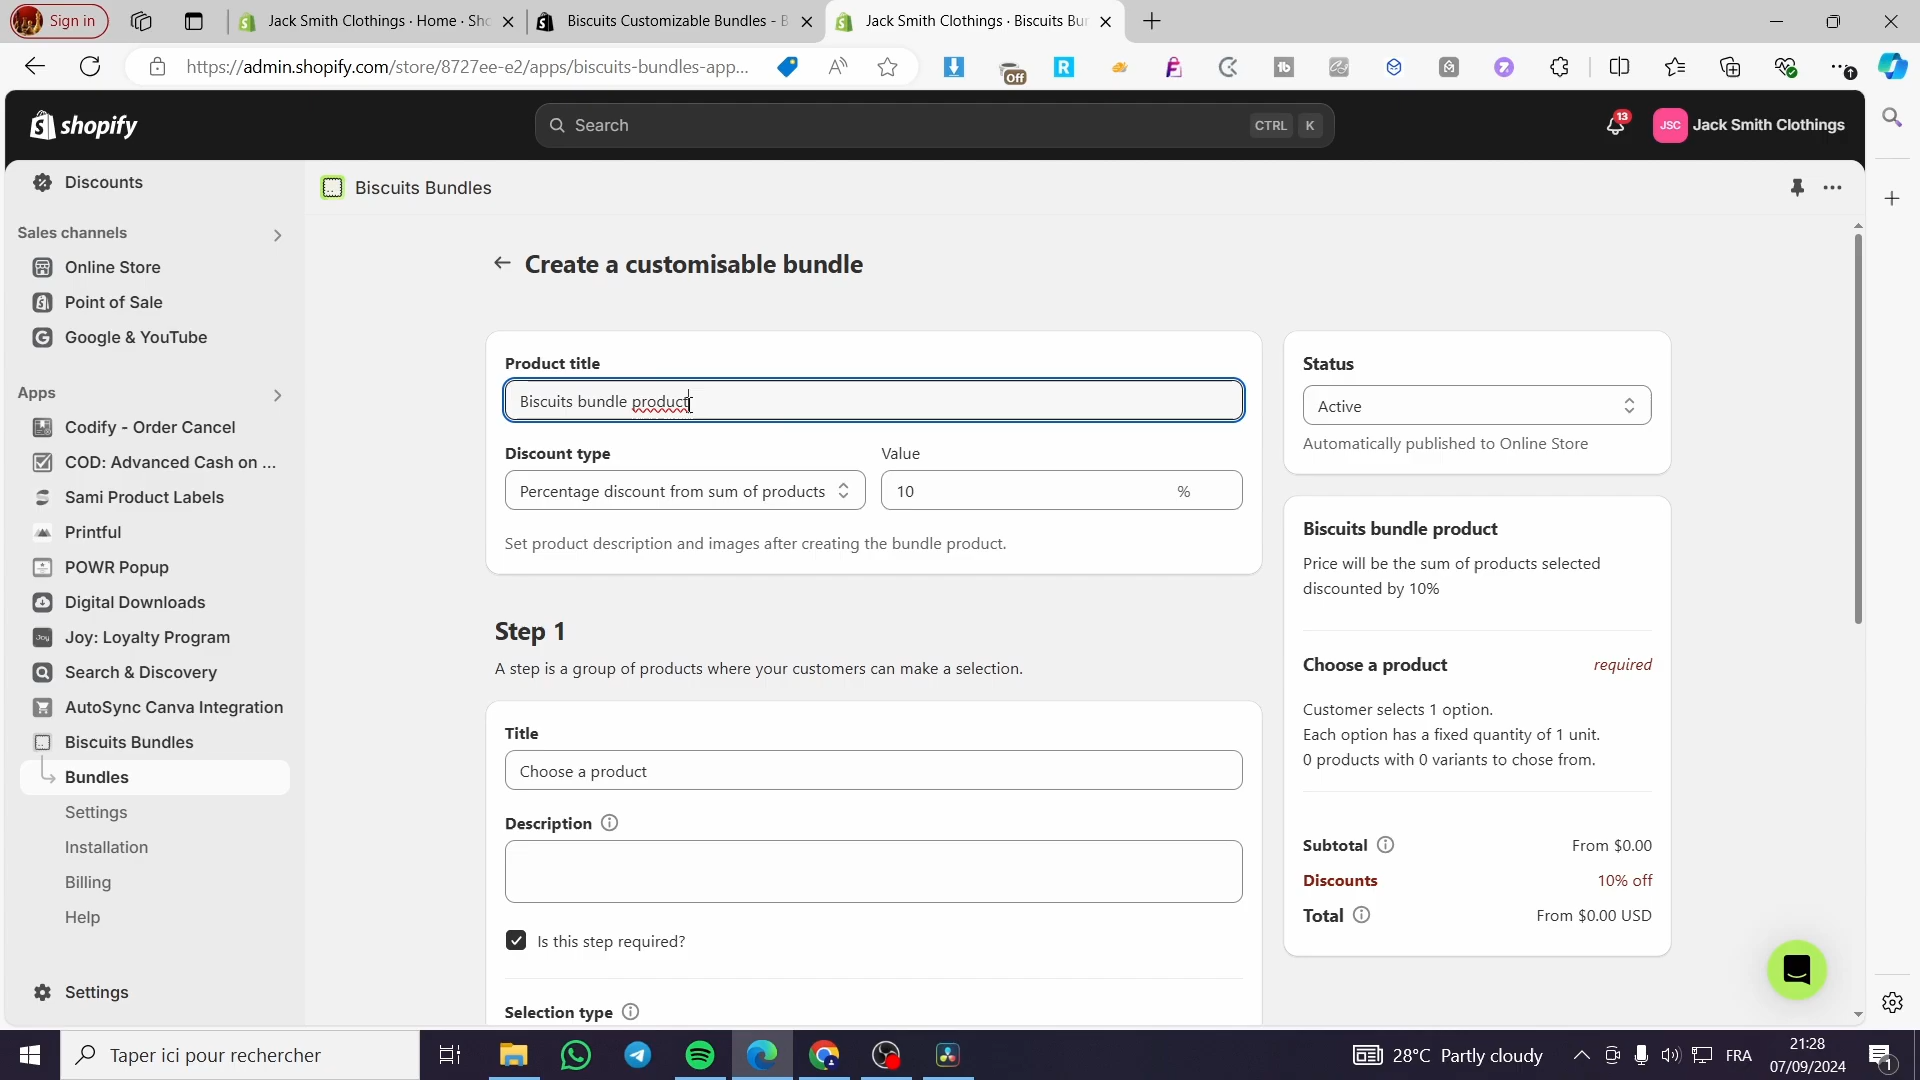 Sign in
Jack Smith Clothings · Home · Sho
Biscuits Customizable Bundles - B
Jack Smith Clothings · Biscuits Bun
https://admin.shopify.com/store/8727ee-e2/apps/biscuits-bundles-app...
Off
shopify
Search
CTRL K
13
JSC
Jack Smith Clothings
Discounts
Sales channels
Online Store
Point of Sale
Google & YouTube
Apps
Codify - Order Cancel
COD: Advanced Cash on ...
Sami Product Labels
Printful
POWR Popup
Digital Downloads
Joy: Loyalty Program
Search & Discovery
AutoSync Canva Integration
Biscuits Bundles
Bundles
Settings
Installation
Billing
Help
Settings
Biscuits Bundles
Create a customisable bundle
Product title
Biscuits bundle product
Discount type
Value
Percentage discount from sum of products
10 %
Set product description and images after creating the bundle product.
Step 1
A step is a group of products where your customers can make a selection.
Title
Choose a product
Description
Is this step required?
Selection type
Status
Active
Automatically published to Online Store
Biscuits bundle product
Price will be the sum of products selected
discounted by 10%
Choose a product required
Customer selects 1 option.
Each option has a fixed quantity of 1 unit.
0 products with 0 variants to chose from.
Subtotal From $0.00
Discounts 10% off
Total From $0.00 USD
Taper ici pour rechercher
28°C Partly cloudy
FRA
21:28
07/09/2024
1